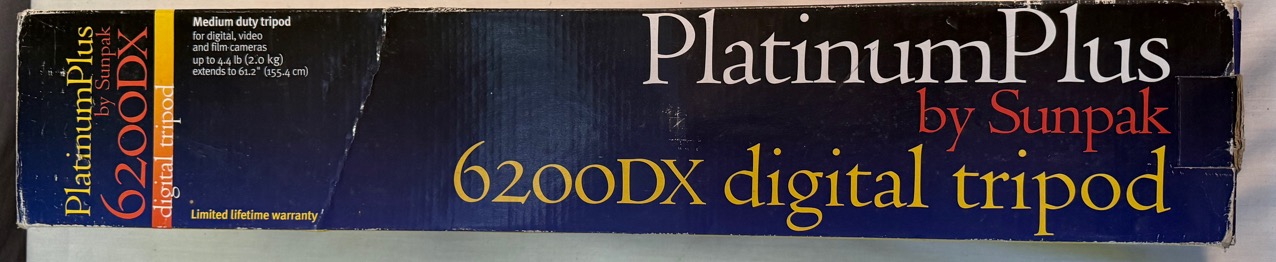 PlatinumPlus
by Sunpak
6200DX
digital tripod
Medium duty tripod
for digital, video
and film cameras
up to 4.4 lb (2.0 kg)
extends to 61.2" (155.4 cm)
Limited lifetime warranty
PlatinumPlus
by Sunpak
6200DX digital tripod